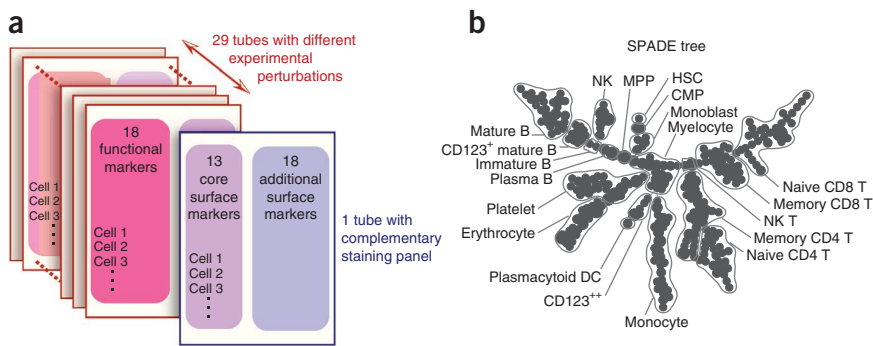 a
29 tubes with different
experimental
perturbations
18
functional
markers
Cell 1
Cell 2
Cell 3
Cell 1
Cell 2
Cell 3
13
core
surface
markers
Cell 1
Cell 2
Cell 3
18
additional
surface
markers
1 tube with
complementary
staining panel
b
SPADE tree
NK
MPP
HSC
CMP
Monoblast
Myelocyte
Mature B
CD123+ mature B
Immature B
Plasma B
Platelet
Erythrocyte
Plasmacytoid DC
CD123++
Monocyte
Naive CD8 T
Memory CD8 T
NK T
Memory CD4 T
Naive CD4 T